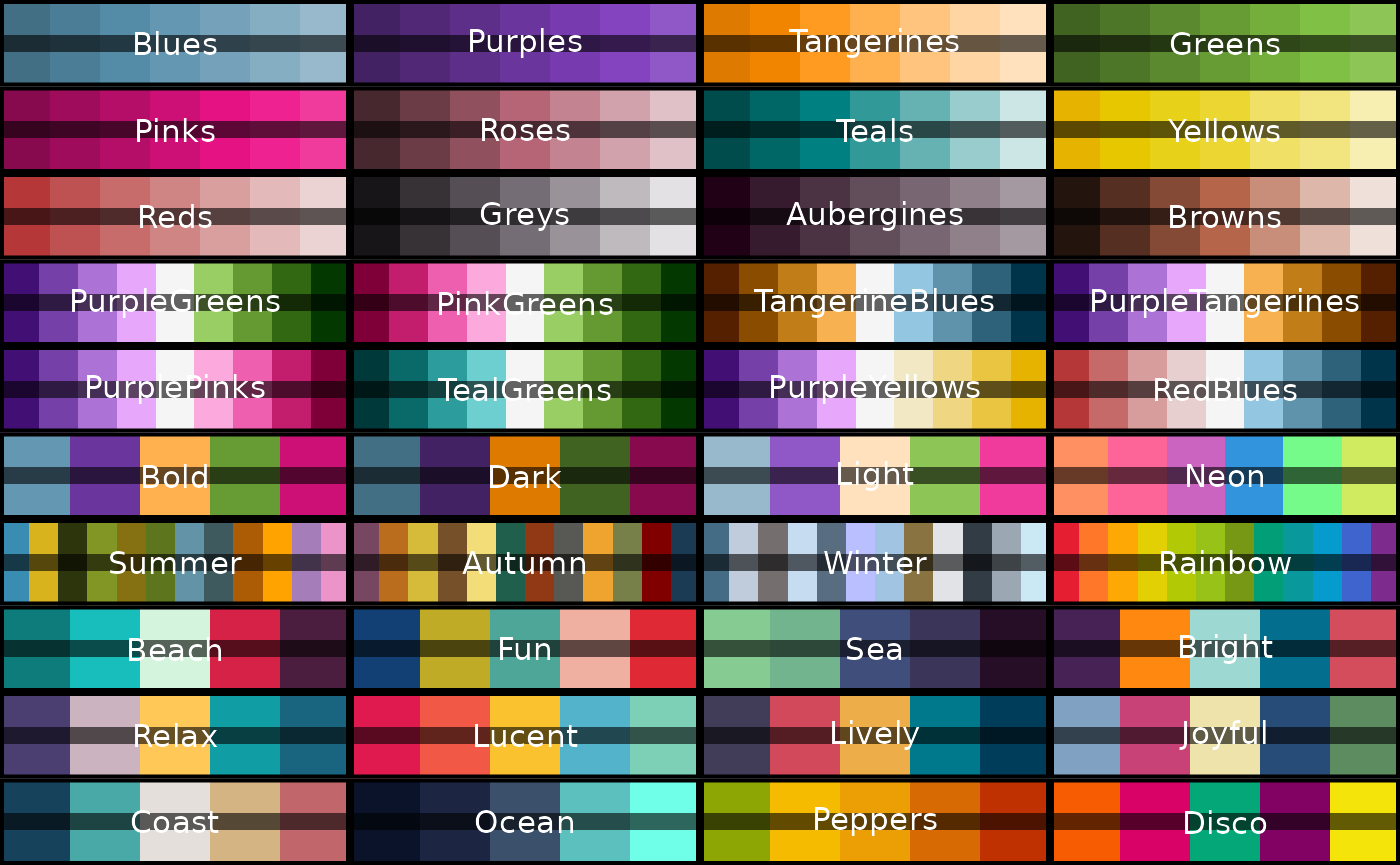 Blues
Purples
Tangerines
Greens
Pinks
Roses
Teals
Yellows
Reds
Greys
Aubergines
Browns
PurpleGreens
PinkGreens
TangerineBlues
PurpleTangerines
PurplePinks
TealGreens
PurpleYellows
RedBlues
Bold
Dark
Light
Neon
Summer
Autumn
Winter
Rainbow
Beach
Fun
Sea
Bright
Relax
Lucent
Lively
Joyful
Coast
Ocean
Peppers
Disco